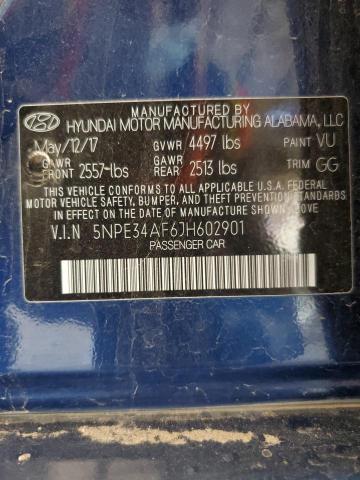 MANUFACTURED BY
HYUNDAI MOTOR MANUFACTURING ALABAMA, LLC
May/12/17 GVWR 4497 lbs PAINT VU
GAWR FRONT 2557 lbs GAWR REAR 2513 lbs TRIM GG
THIS VEHICLE CONFORMS TO ALL APPLICABLE U.S.A FEDERAL
MOTOR VEHICLE SAFETY, BUMPER, AND THEFT PREVENTION
STANDARDS IN EFFECT ON THE DATE OF MANUFACTURE SHOWN ABOVE.
V.I.N 5NPE34AF6JH602901
PASSENGER CAR